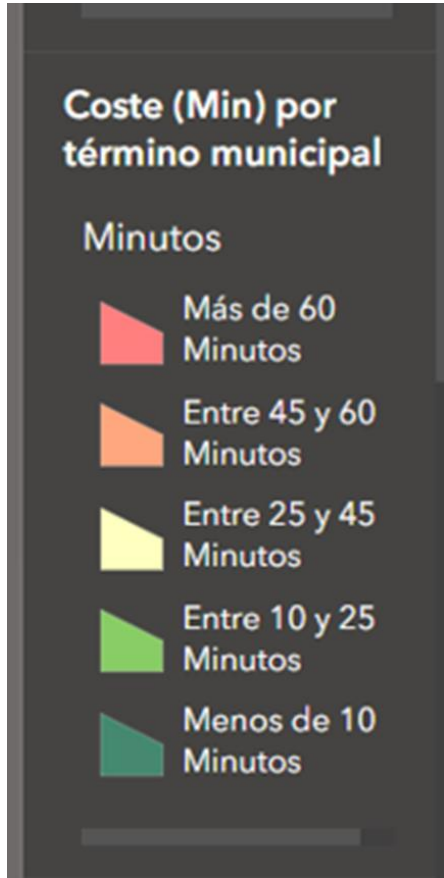 Coste (Min) por
término municipal
Minutos
Más de 60
Minutos
Entre 45 y 60
Minutos
Entre 25 y 45
Minutos
Entre 10 y 25
Minutos
Menos de 10
Minutos